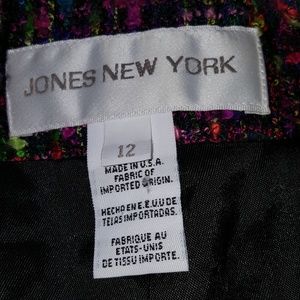 JONES NEW YORK
12
MADE IN U.S.A.
FABRIC OF
IMPORTED ORIGIN.
HECHO EN E.E.U.U DE
TELAS IMPORTADAS.
FABRIQUE AU
ETATS-UNIS
DE TISSU IMPORTE.